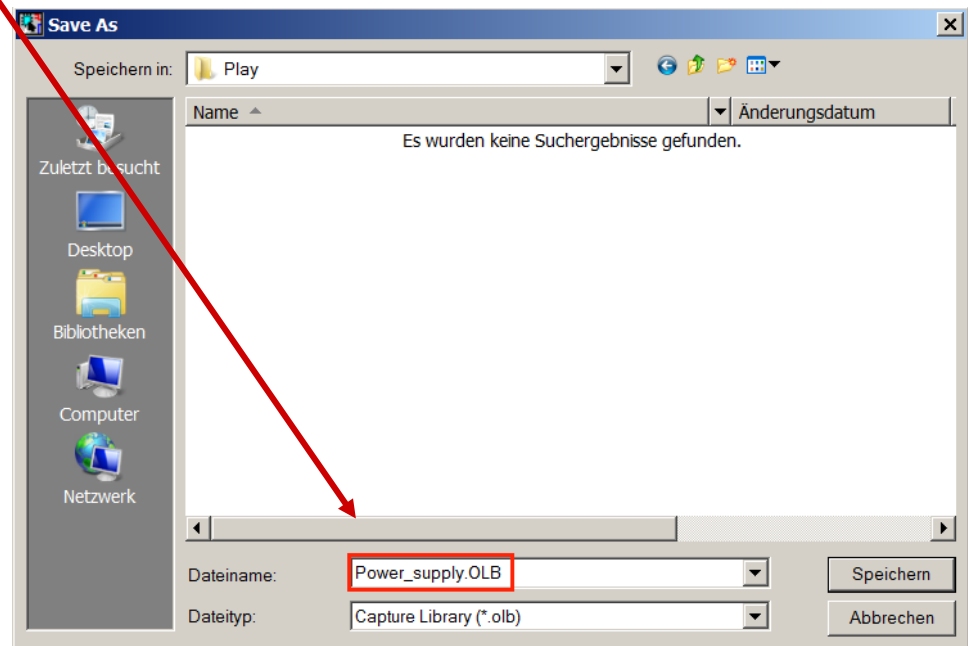 Save As
Speichern in:
Play
Name
Änderungsdatum
Es wurden keine Suchergebnisse gefunden.
Zuletzt besucht
Desktop
Bibliotheken
Computer
Netzwerk
Dateiname:
Power_supply.OLB
Speichern
Dateityp:
Capture Library (*.olb)
Abbrechen